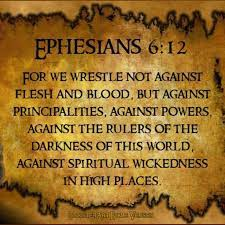 EPHESIANS 6:12
FOR WE WRESTLE NOT AGAINST
FLESH AND BLOOD, BUT AGAINST
PRINCIPALITIES, AGAINST POWERS,
AGAINST THE RULERS OF THE
DARKNESS OF THIS WORLD,
AGAINST SPIRITUAL WICKEDNESS
IN HIGH PLACES.